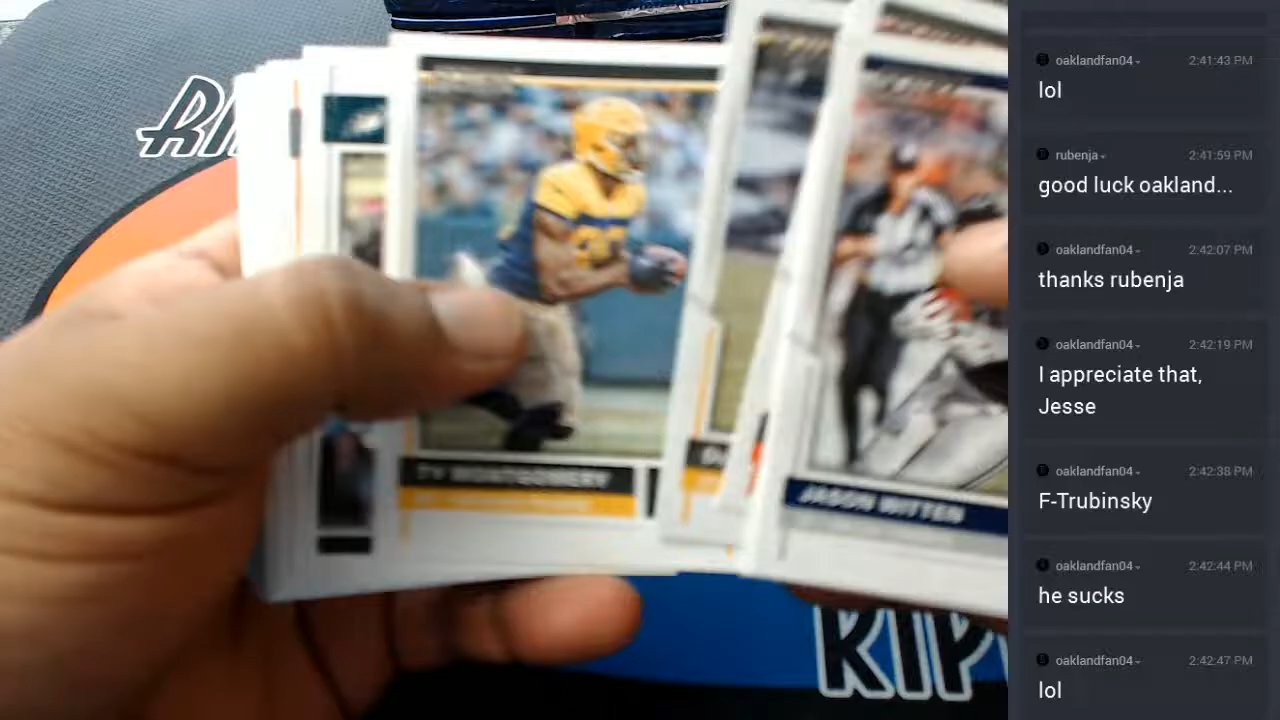 RI
TY MONTGOMERY
JASON WITTEN
RIP
oaklandfan04 2:41:43 PM
lol
rubenja 2:41:59 PM
good luck oakland...
oaklandfan04 2:42:07 PM
thanks rubenja
oaklandfan04 2:42:19 PM
I appreciate that,
Jesse
oaklandfan04 2:42:38 PM
F-Trubinsky
oaklandfan04 2:42:44 PM
he sucks
oaklandfan04 2:42:47 PM
lol